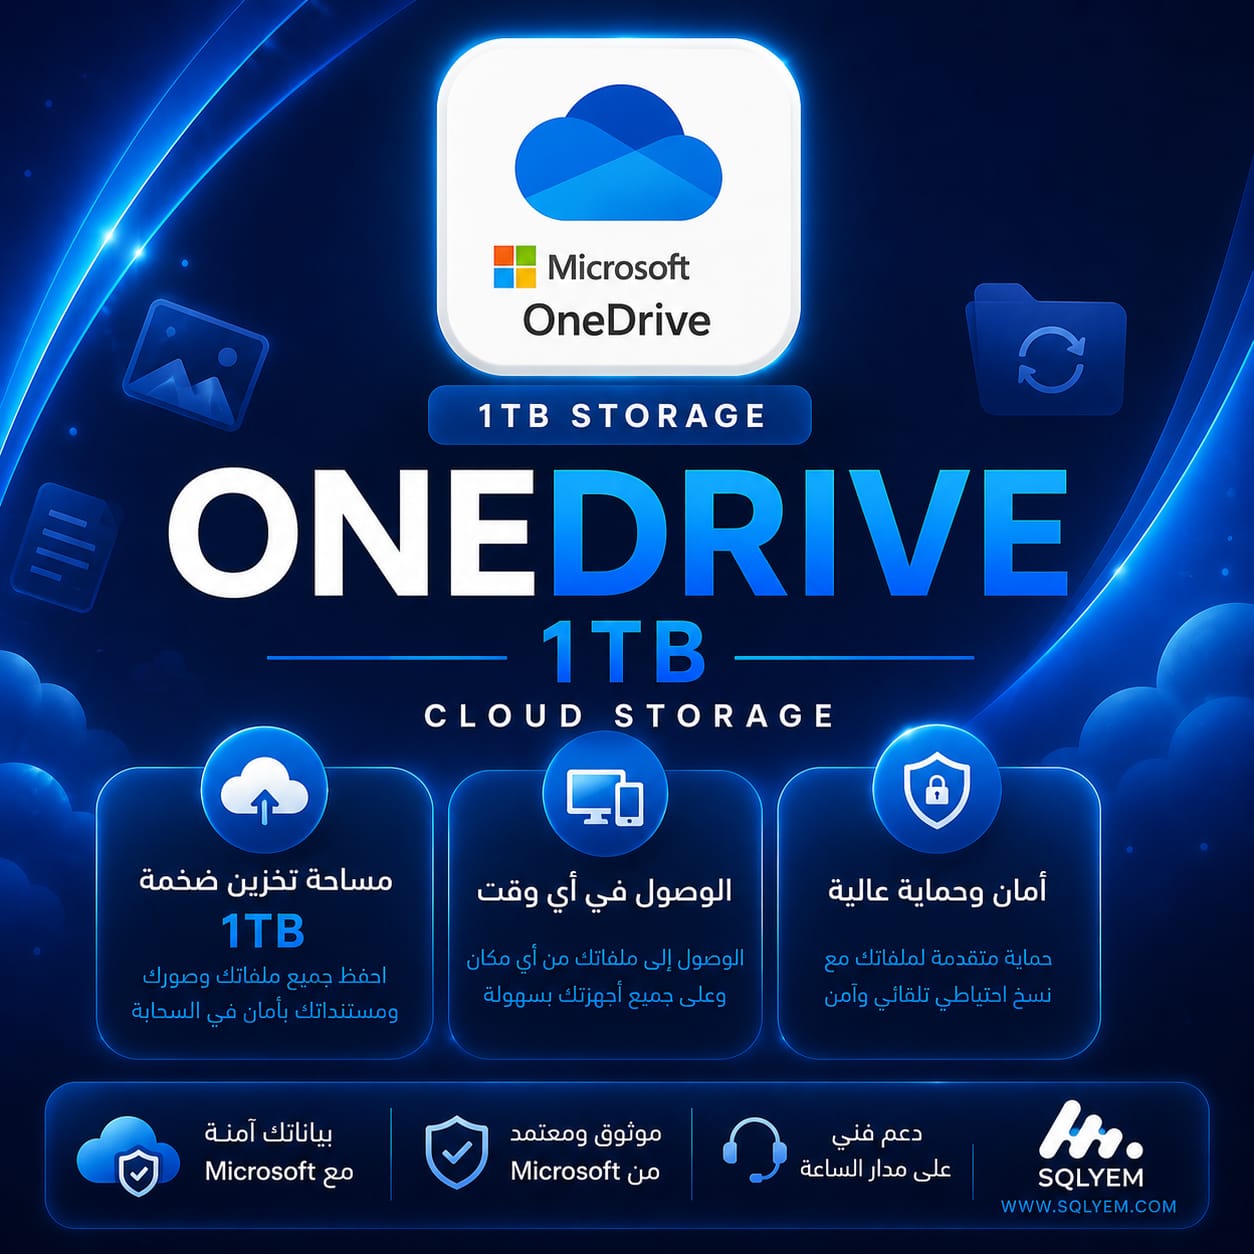 Microsoft
OneDrive
1TB STORAGE
ONEDRIVE
1TB
CLOUD STORAGE
مساحة تخزين ضخمة
1TB
احفظ جميع ملفاتك وصورك
ومستنداتك بأمان في السحابة
الوصول في أي وقت
الوصول إلى ملفاتك من أي مكان
وعلى جميع أجهزتك بسهولة
أمان وحماية عالية
حماية متقدمة لملفاتك مع
نسخ احتياطي تلقائي وآمن
بياناتك آمنة
مع Microsoft
موثوق ومعتمد
من Microsoft
دعم فني
على مدار الساعة
SQLYEM
WWW.SQLYEM.COM